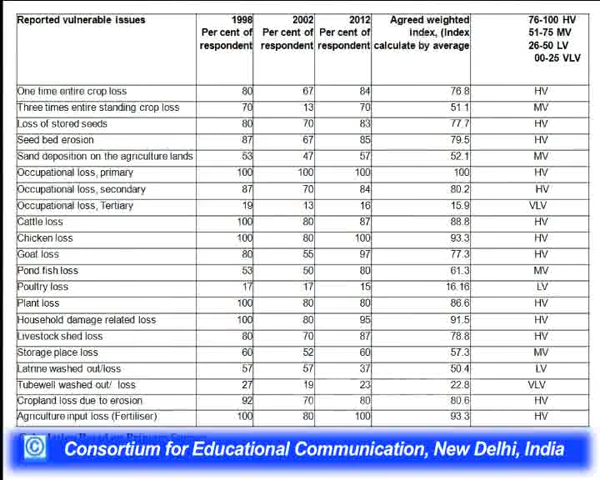 Reported vulnerable issues 1998 2002 2012 Agreed weighted 76-100 HV
Per cent of Per cent of Per cent of index, (Index 51-75 MV
respondent respondent respondent calculate by average 26-50 LV
00-25 VLV
One time entire crop loss 80 67 84 76.8 HV
Three times entire standing crop loss 70 13 70 51.1 MV
Loss of stored seeds 80 70 83 77.7 HV
Seed bed erosion 87 67 85 79.5 HV
Sand deposition on the agriculture lands 53 47 57 52.1 MV
Occupational loss, primary 100 100 100 100 HV
Occupational loss, secondary 87 70 84 80.2 HV
Occupational loss, Tertiary 19 13 16 15.9 VLV
Cattle loss 100 80 87 88.8 HV
Chicken loss 100 80 100 93.3 HV
Goat loss 80 55 97 77.3 HV
Pond fish loss 53 50 80 61.3 MV
Poultry loss 17 17 15 16.16 LV
Plant loss 100 80 80 86.6 HV
Household damage related loss 100 80 95 91.5 HV
Livestock shed loss 80 70 87 78.8 HV
Storage place loss 60 52 60 57.3 MV
Latrine washed out/loss 57 57 37 50.4 LV
Tubewell washed out/ loss 27 19 23 22.8 VLV
Cropland loss due to erosion 92 70 80 80.6 HV
Agriculture input loss (Fertiliser) 100 80 100 93.3 HV
© Consortium for Educational Communication, New Delhi, India